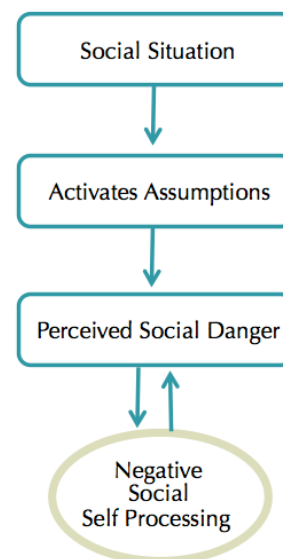 Social Situation
Activates Assumptions
Perceived Social Danger
Negative
Social
Self Processing